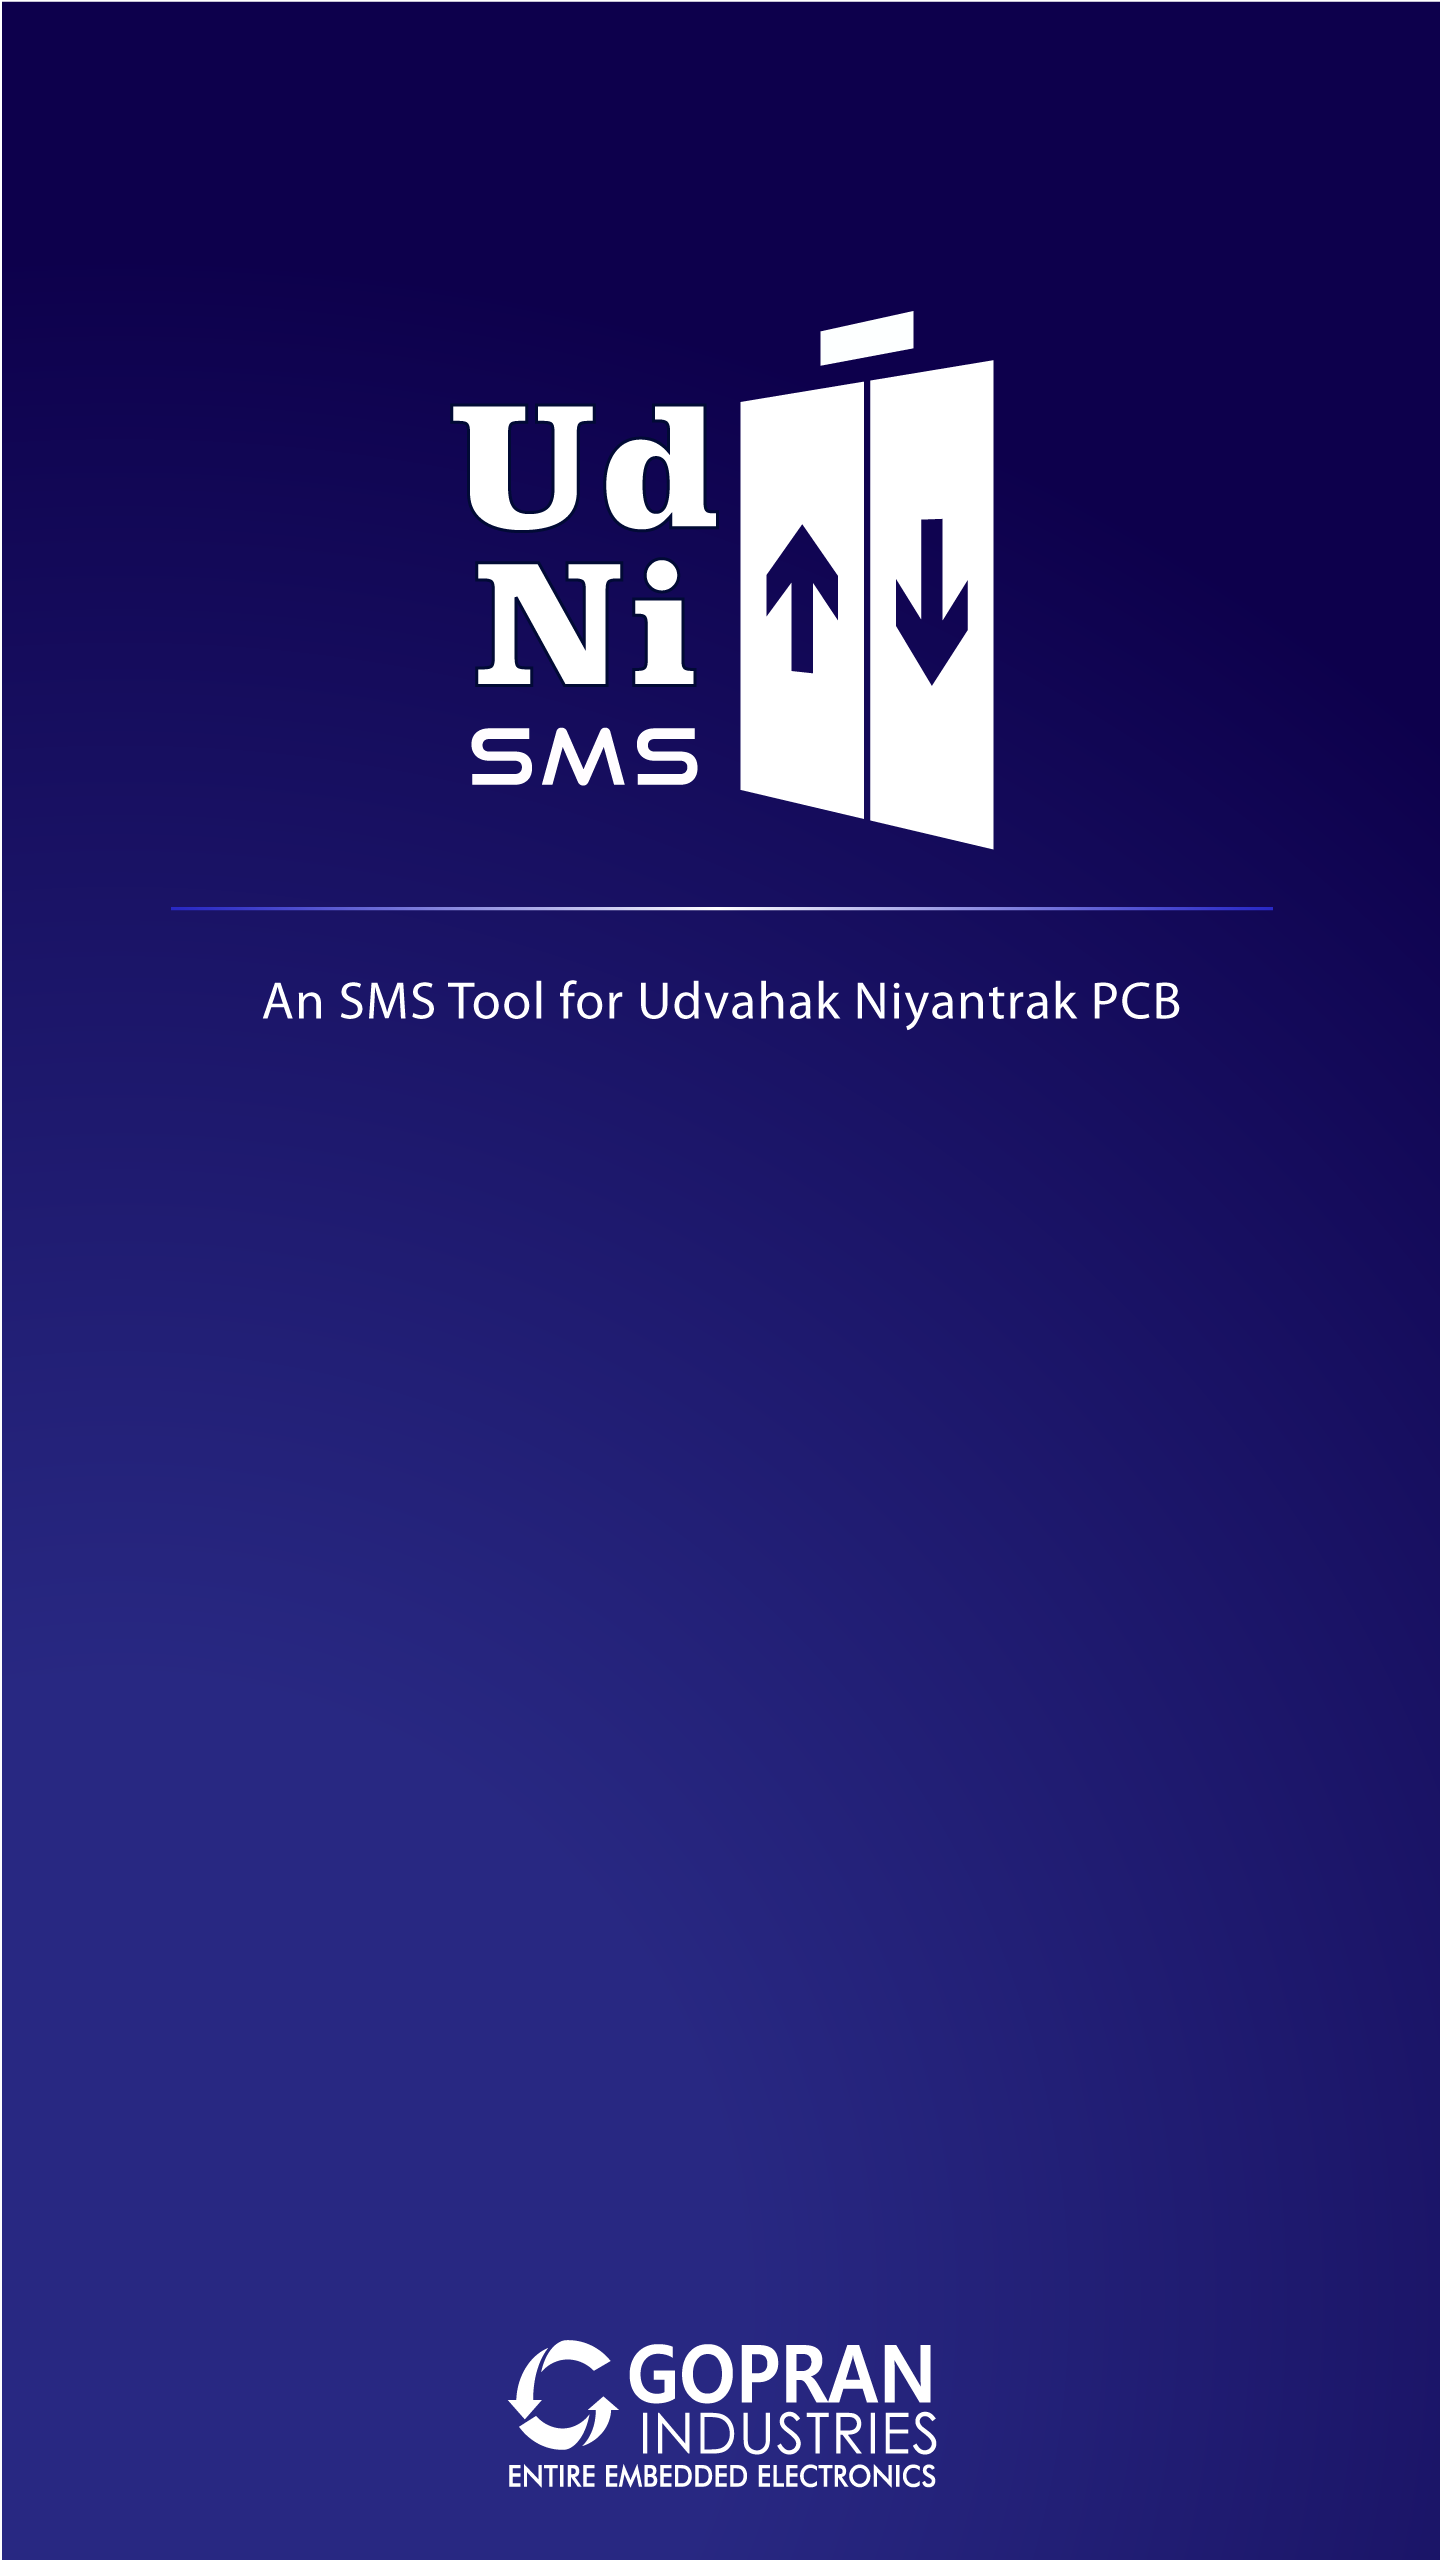 Ud
Ni
SMS
An SMS Tool for Udvahak Niyantrak PCB
GOPRAN
INDUSTRIES
ENTIRE EMBEDDED ELECTRONICS